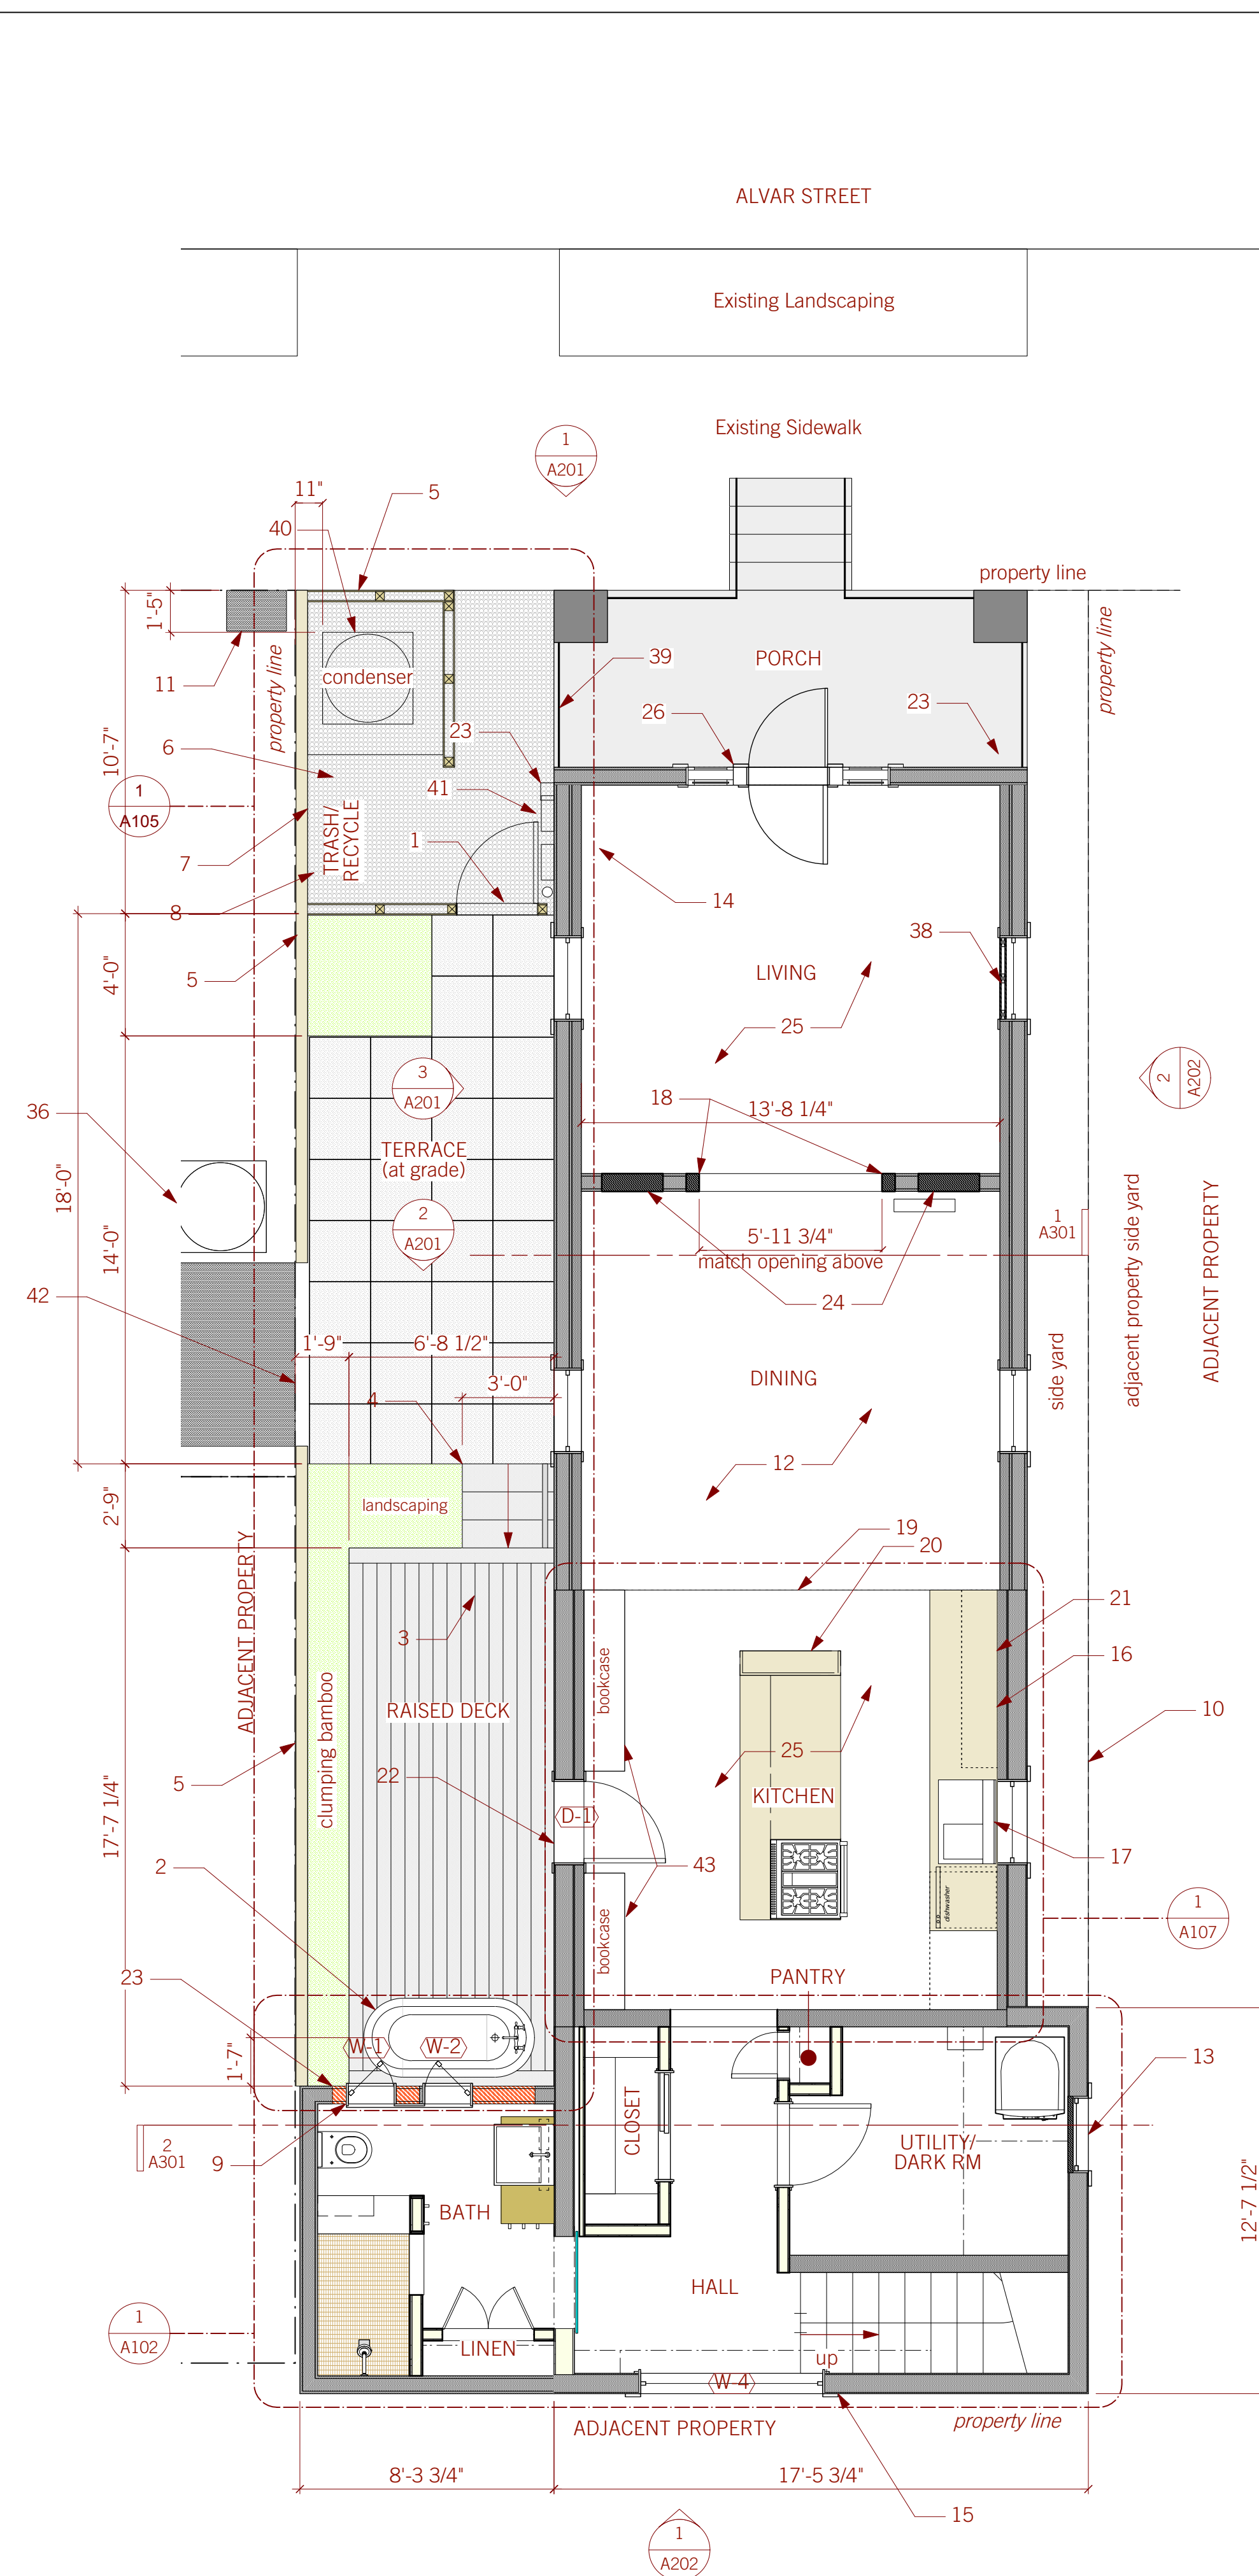 ALVAR STREET
Existing Landscaping
Existing Sidewalk
1
A201
11"
5
40
property line
1'-5"
11
property line
condenser
39
PORCH
property line
26
23
23
10'-7"
6
41
1
A105
TRASH/
RECYCLE
1
7
14
8
38
4'-0"
5
LIVING
25
3
A201
2
A202
36
18
13'-8 1/4"
TERRACE
(at grade)
18'-0"
14'-0"
2
A201
5'-11 3/4"
match opening above
1
A301
adjacent property side yard
ADJACENT PROPERTY
42
24
1'-9"
6'-8 1/2"
3'-0"
4
DINING
side yard
12
2'-9"
landscaping
19
20
ADJACENT PROPERTY
21
3
16
bookcase
clumping bamboo
RAISED DECK
10
25
22
5
KITCHEN
D-1
17'-7 1/4"
2
43
17
dishwasher
1
A107
bookcase
23
PANTRY
W-1
W-2
1'-7"
13
CLOSET
2
A301
9
UTILITY/
DARK RM
12'-7 1/2"
BATH
HALL
1
A102
LINEN
up
W-4
ADJACENT PROPERTY
property line
8'-3 3/4"
17'-5 3/4"
15
1
A202